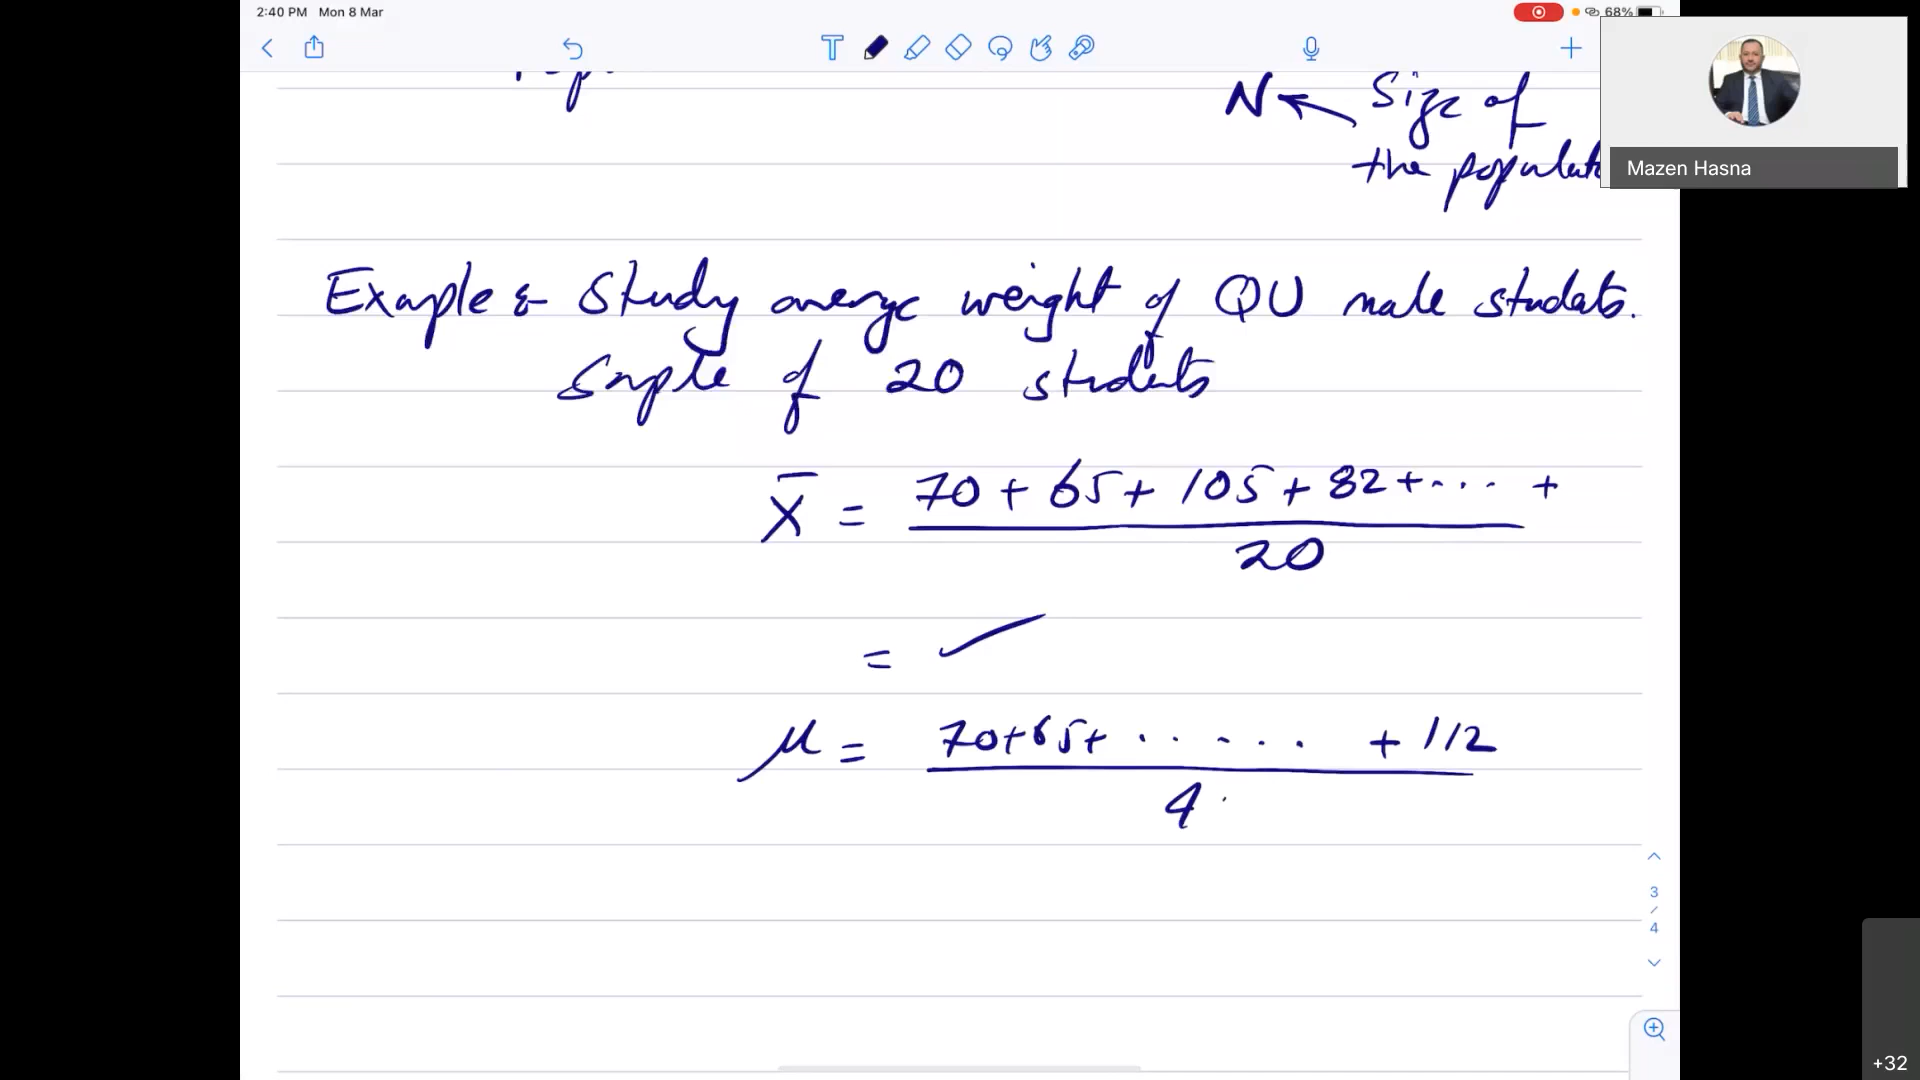 2:40 PM Mon 8 Mar
68%
N ← Size of
the populat
Mazen Hasna
Example :- Study average weight of QU male students.
Sample of 20 students
X̄ = 70 + 65 + 105 + 82 + ... +
20
= ✓
μ = 70+65+ ...... + 112
4
3
/
4
+32